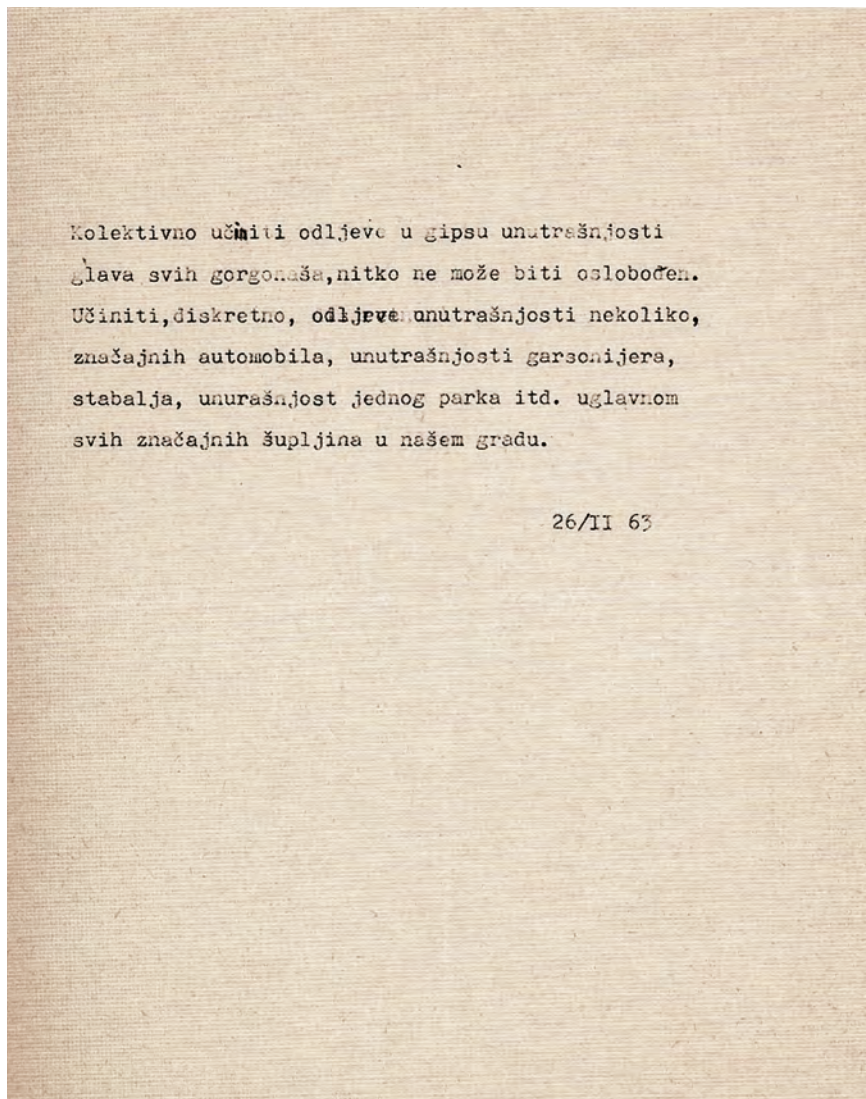 Kolektivno učiniti odljeve u gipsu unutrašnjosti
glava svih gorgonaša,nitko ne može biti oslobođen.
Učiniti,diskretno, odljeve unutrašnjosti nekoliko,
značajnih automobila, unutrašnjosti garsonijera,
stabalja, unurašnjost jednog parka itd. uglavnom
svih značajnih šupljina u našem gradu.
26/II 63